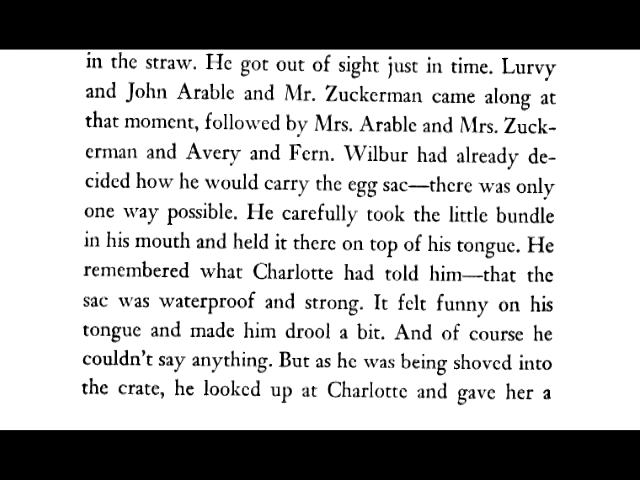 in the straw. He got out of sight just in time. Lurvy
and John Arable and Mr. Zuckerman came along at
that moment, followed by Mrs. Arable and Mrs. Zuck-
erman and Avery and Fern. Wilbur had already de-
cided how he would carry the egg sac—there was only
one way possible. He carefully took the little bundle
in his mouth and held it there on top of his tongue. He
remembered what Charlotte had told him—that the
sac was waterproof and strong. It felt funny on his
tongue and made him drool a bit. And of course he
couldn't say anything. But as he was being shoved into
the crate, he looked up at Charlotte and gave her a